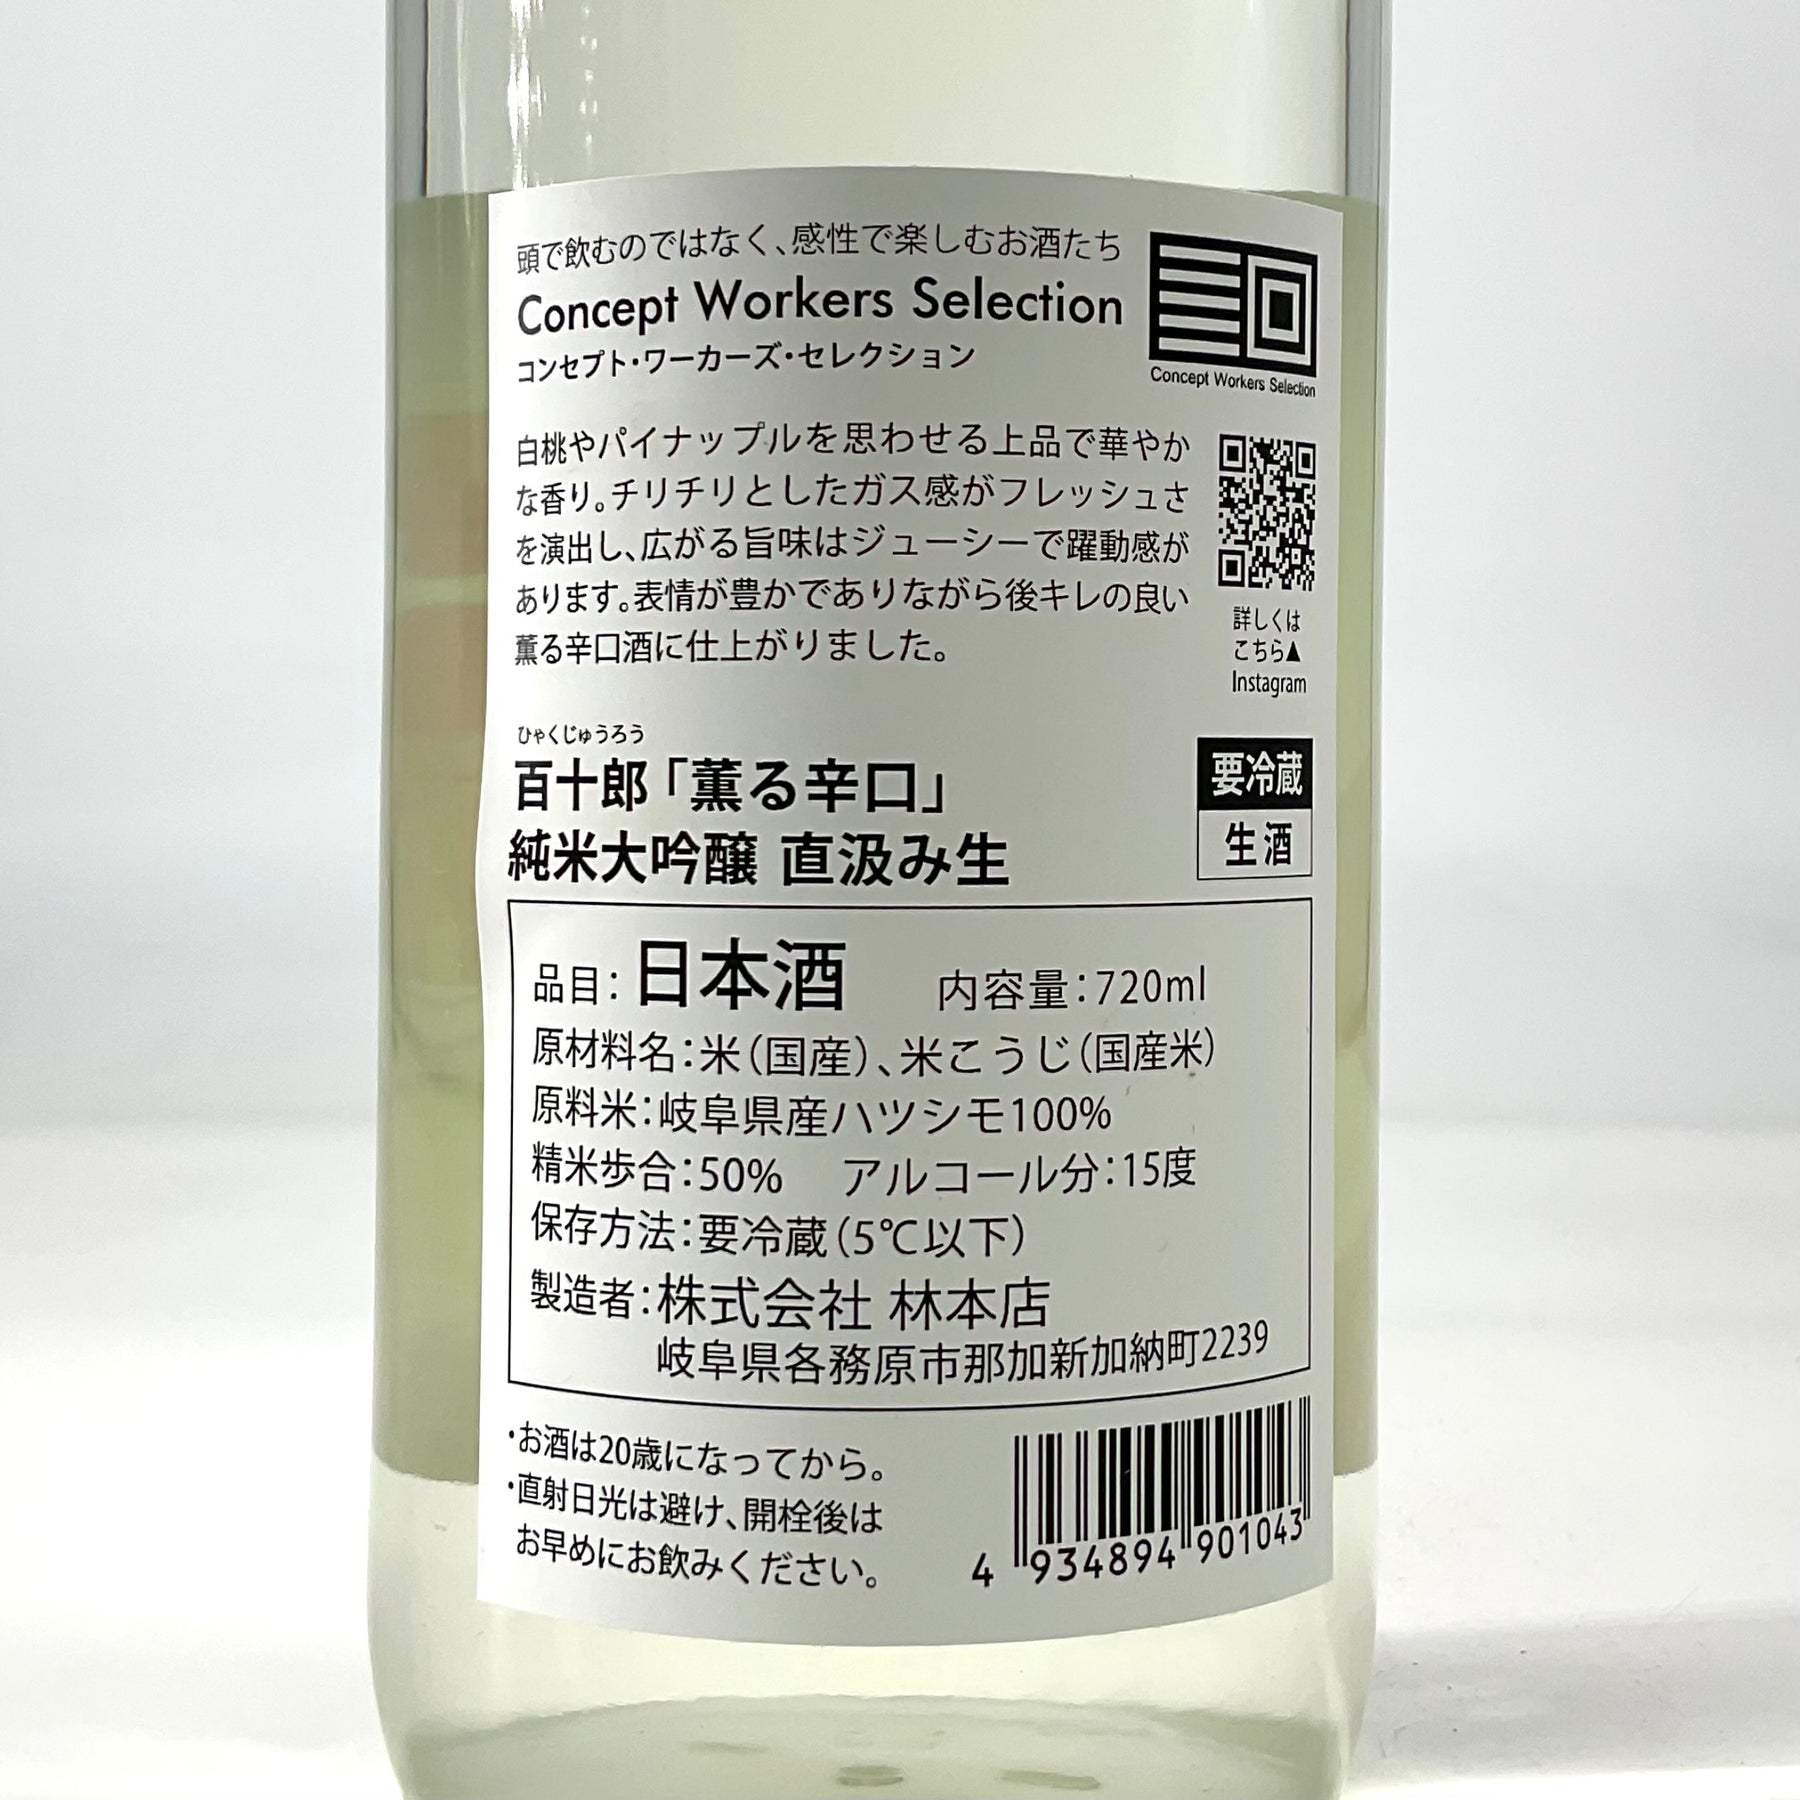 頭で飲むのではなく、感性で楽しむお酒たち
Concept Workers Selection
コンセプト・ワーカーズ・セレクション
Concept Workers Selection
白桃やパイナップルを思わせる上品で華やか
な香り。チリチリとしたガス感がフレッシュさ
を演出し、広がる旨味はジューシーで躍動感が
あります。表情が豊かでありながら後キレの良い
薫る辛口酒に仕上がりました。
詳しくは
こちら▲
Instagram
ひゃくじゅうろう
百十郎「薫る辛口」
純米大吟醸 直汲み生
要冷蔵
生酒
品目：日本酒 内容量：720ml
原材料名：米（国産）、米こうじ（国産米）
原料米：岐阜県産ハツシモ100%
精米歩合：50% アルコール分：15度
保存方法：要冷蔵（5℃以下）
製造者：株式会社 林本店
岐阜県各務原市那加新加納町2239
・お酒は20歳になってから。
・直射日光は避け、開栓後は
お早めにお飲みください。
4 934894 901043